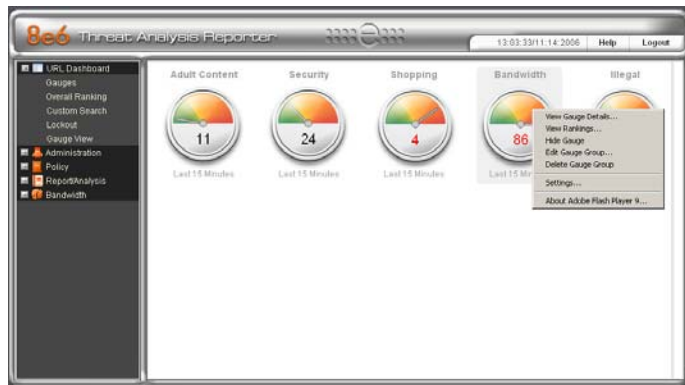 8e6 Threat Analysis Reporter
13:03:33/11:14:2006 Help Logout
URL Dashboard
Gauges
Overall Ranking
Custom Search
Lockout
Gauge View
Administration
Policy
Report/Analysis
Bandwidth
Adult Content
11
Last 15 Minutes
Security
24
Last 15 Minutes
Shopping
4
Last 15 Minutes
Bandwidth
86
Last 15 Min
Illegal
View Gauge Details...
View Rankings...
Hide Gauge
Edit Gauge Group...
Delete Gauge Group
Settings...
About Adobe Flash Player 9...